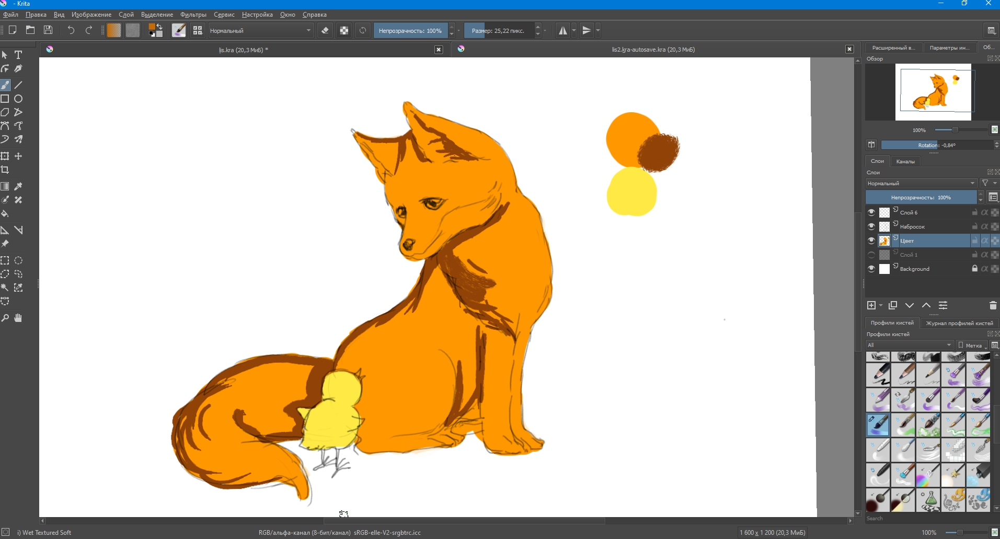 - Krita
Файл Правка Вид Изображение Слой Выделение Фильтры Сервис Настройка Окно Справка
Нормальный
Непрозрачность: 100%
Размер: 25,22 пикс.
lis.kra (20,3 МиБ) *
lis2.kra-autosave.kra (20,3 МиБ)
Расширенный в... Параметры ин... Об...
Обзор
100%
Rotation: -0,84°
Слои Каналы
Слои
Нормальный
Непрозрачность: 100%
Слой 6
Набросок
Цвет
Слой 1
Background
Профили кистей Журнал профилей кистей
Профили кистей
All Метка
Search
i) Wet Textured Soft
RGB/альфа-канал (8-бит/канал) sRGB-elle-V2-srgbtrc.icc
1 600 x 1 200 (20,3 МиБ)
100%